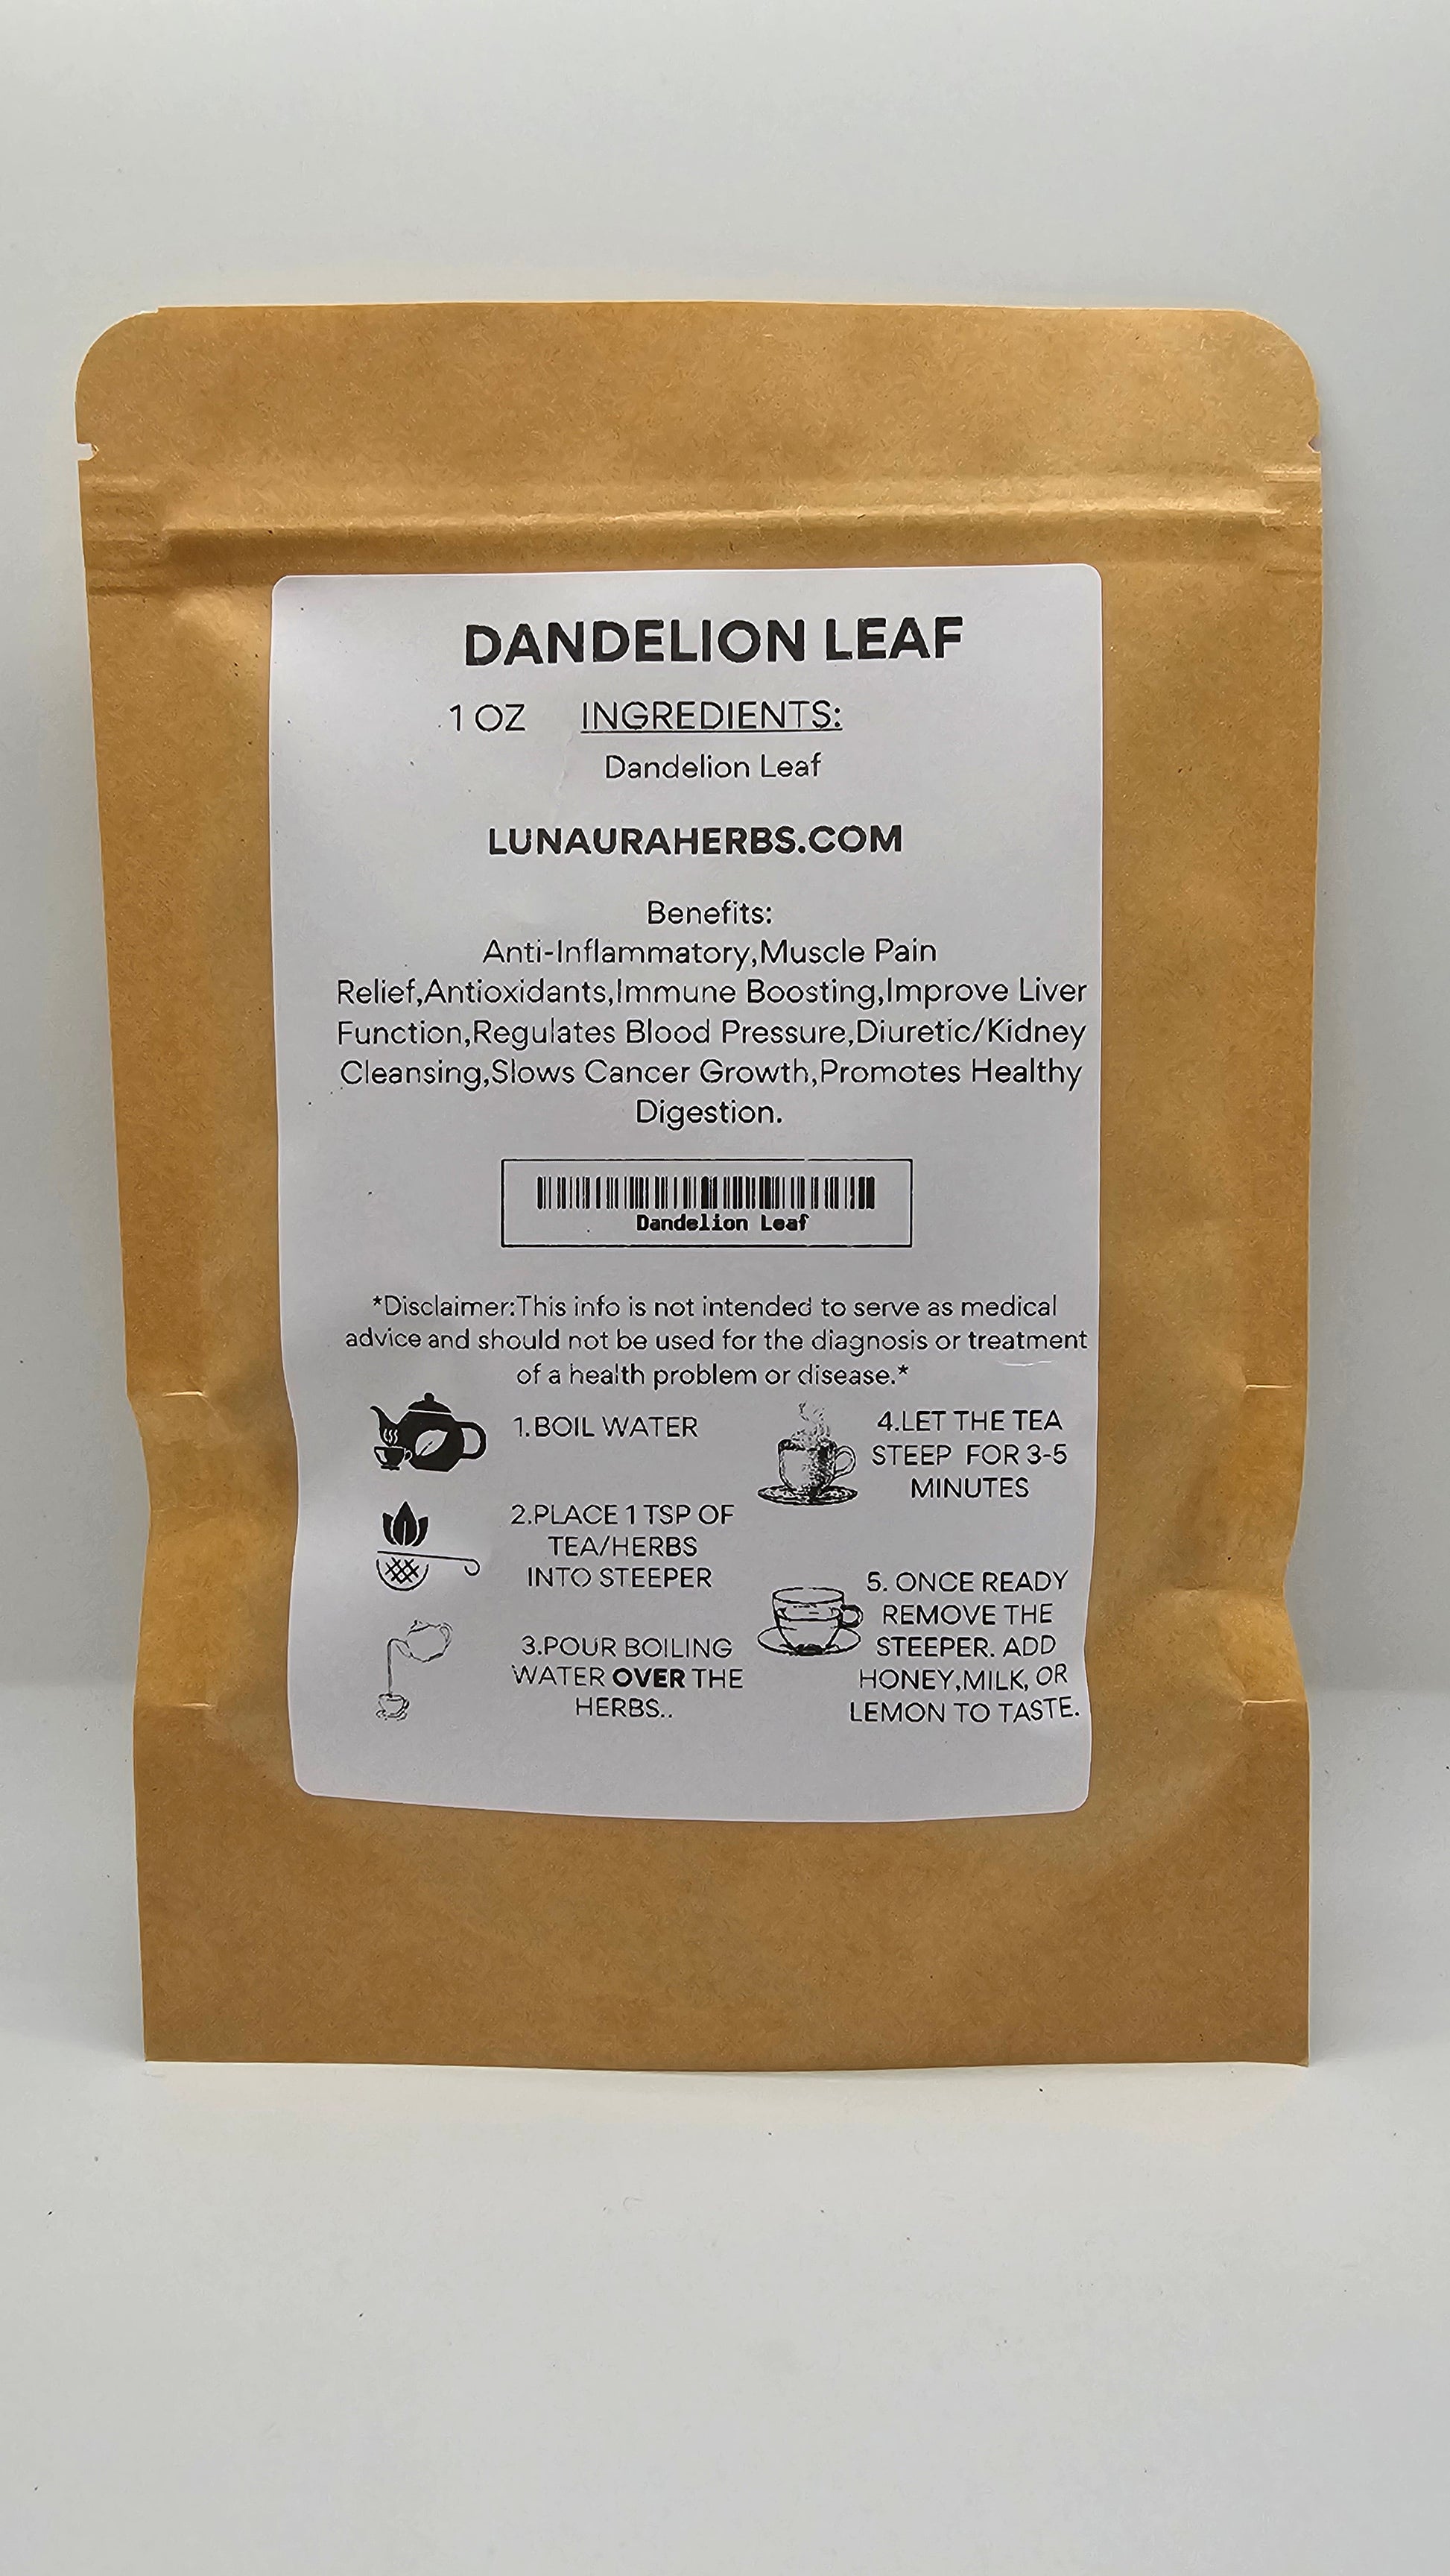 DANDELION LEAF
1 OZ INGREDIENTS:
Dandelion Leaf
LUNAURAHERBS.COM
Benefits:
Anti-Inflammatory,Muscle Pain
Relief,Antioxidants,Immune Boosting,Improve Liver
Function,Regulates Blood Pressure,Diuretic/Kidney
Cleansing,Slows Cancer Growth,Promotes Healthy
Digestion.
Dandelion Leaf
*Disclaimer:This info is not intended to serve as medical
advice and should not be used for the diagnosis or treatment
of a health problem or disease.*
1.BOIL WATER
2.PLACE 1 TSP OF
TEA/HERBS
INTO STEEPER
3.POUR BOILING
WATER OVER THE
HERBS..
4.LET THE TEA
STEEP FOR 3-5
MINUTES
5. ONCE READY
REMOVE THE
STEEPER. ADD
HONEY,MILK, OR
LEMON TO TASTE.